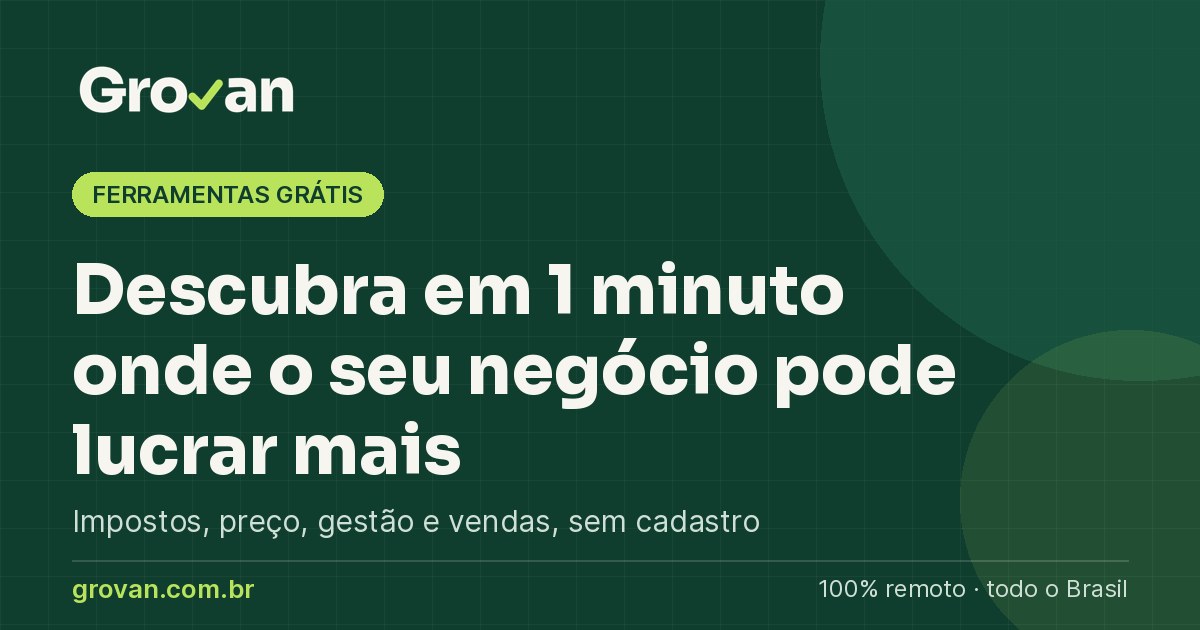 Grovan
FERRAMENTAS GRÁTIS
Descubra em 1 minuto
onde o seu negócio pode
lucrar mais
Impostos, preço, gestão e vendas, sem cadastro
grovan.com.br
100% remoto · todo o Brasil